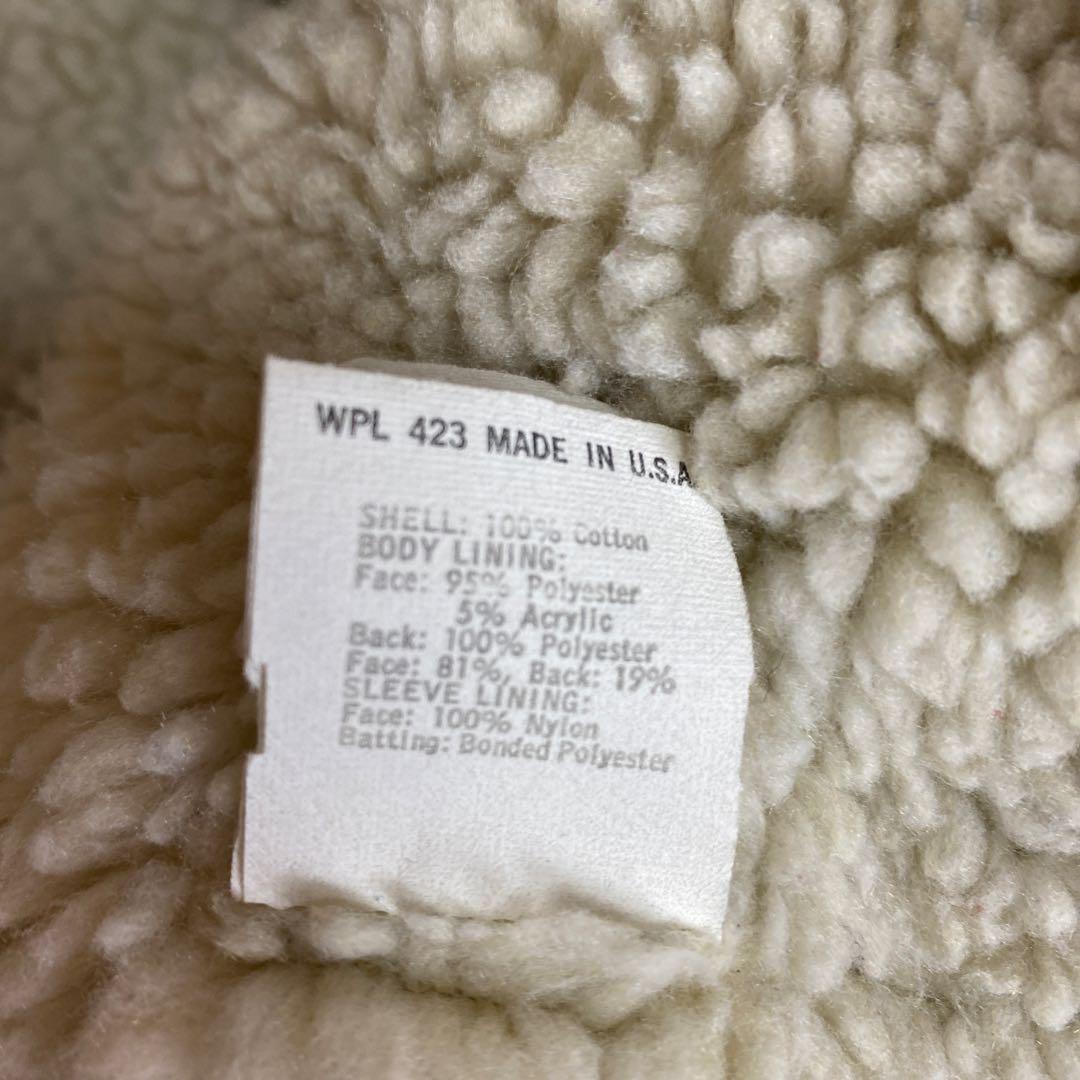 WPL 423 MADE IN U.S.A.
SHELL: 100% Cotton
BODY LINING:
Face: 95% Polyester
5% Acrylic
Back: 100% Polyester
Face: 81%, Back: 19%
SLEEVE LINING:
Face: 100% Nylon
Batting: Bonded Polyester